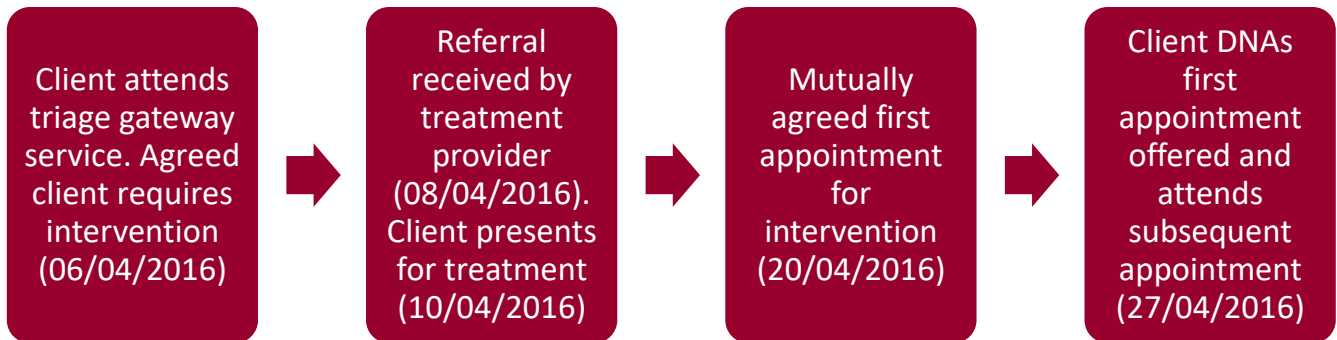 Client attends
triage gateway
service. Agreed
client requires
intervention
(06/04/2016)
Referral
received by
treatment
provider
(08/04/2016).
Client presents
for treatment
(10/04/2016)
Mutually
agreed first
appointment
for
intervention
(20/04/2016)
Client DNAs
first
appointment
offered and
attends
subsequent
appointment
(27/04/2016)